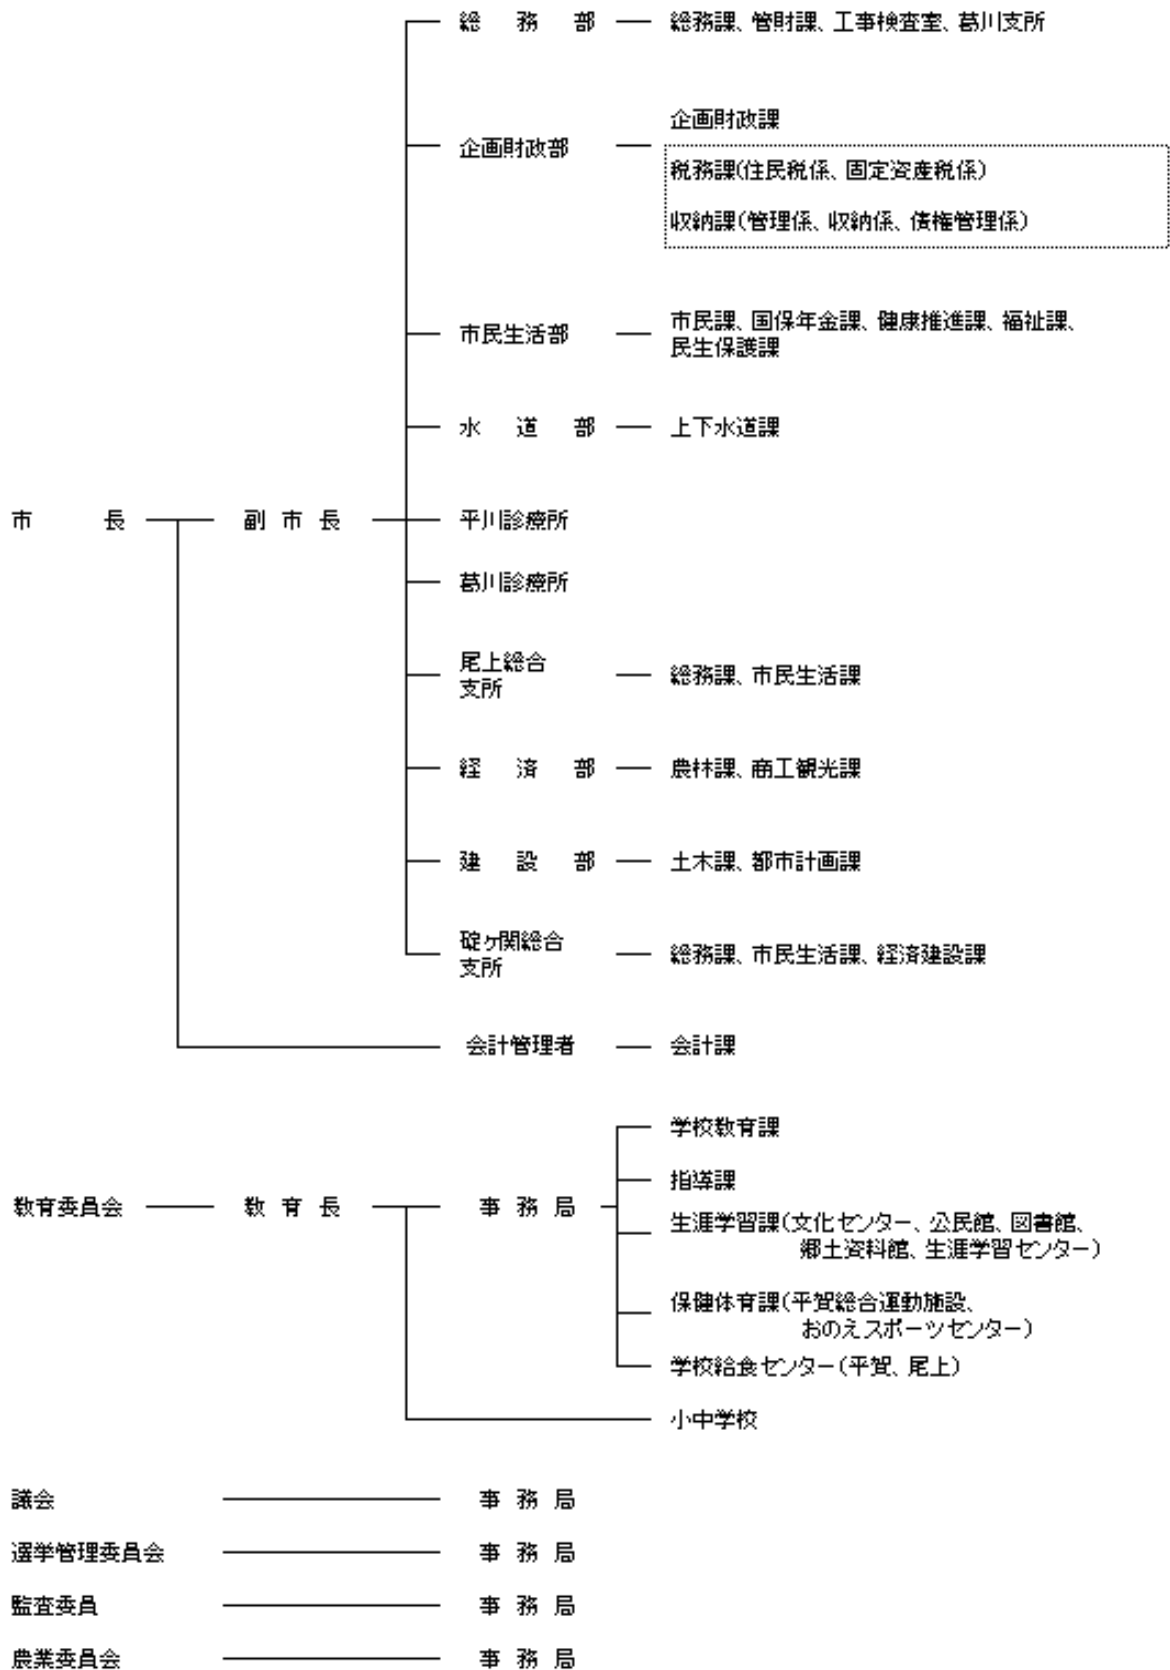 総務部 総務課、管財課、工事検査室、葛川支所
企画財政課
企画財政部
税務課(住民税係、固定資産税係)
収納課(管理係、収納係、債権管理係)
市民生活部 市民課、国保年金課、健康推進課、福祉課、
民生保護課
水道部 上下水道課
市長 副市長 平川診療所
葛川診療所
尾上総合
支所
総務課、市民生活課
経済部 農林課、商工観光課
建設部 土木課、都市計画課
碇ヶ関総合
支所
総務課、市民生活課、経済建設課
会計管理者 会計課
学校教育課
指導課
教育委員会 教育長 事務局
生涯学習課(文化センター、公民館、図書館、
郷土資料館、生涯学習センター)
保健体育課(平賀総合運動施設、
おのえスポーツセンター)
学校給食センター(平賀、尾上)
小中学校
議会 事務局
選挙管理委員会 事務局
監査委員 事務局
農業委員会 事務局